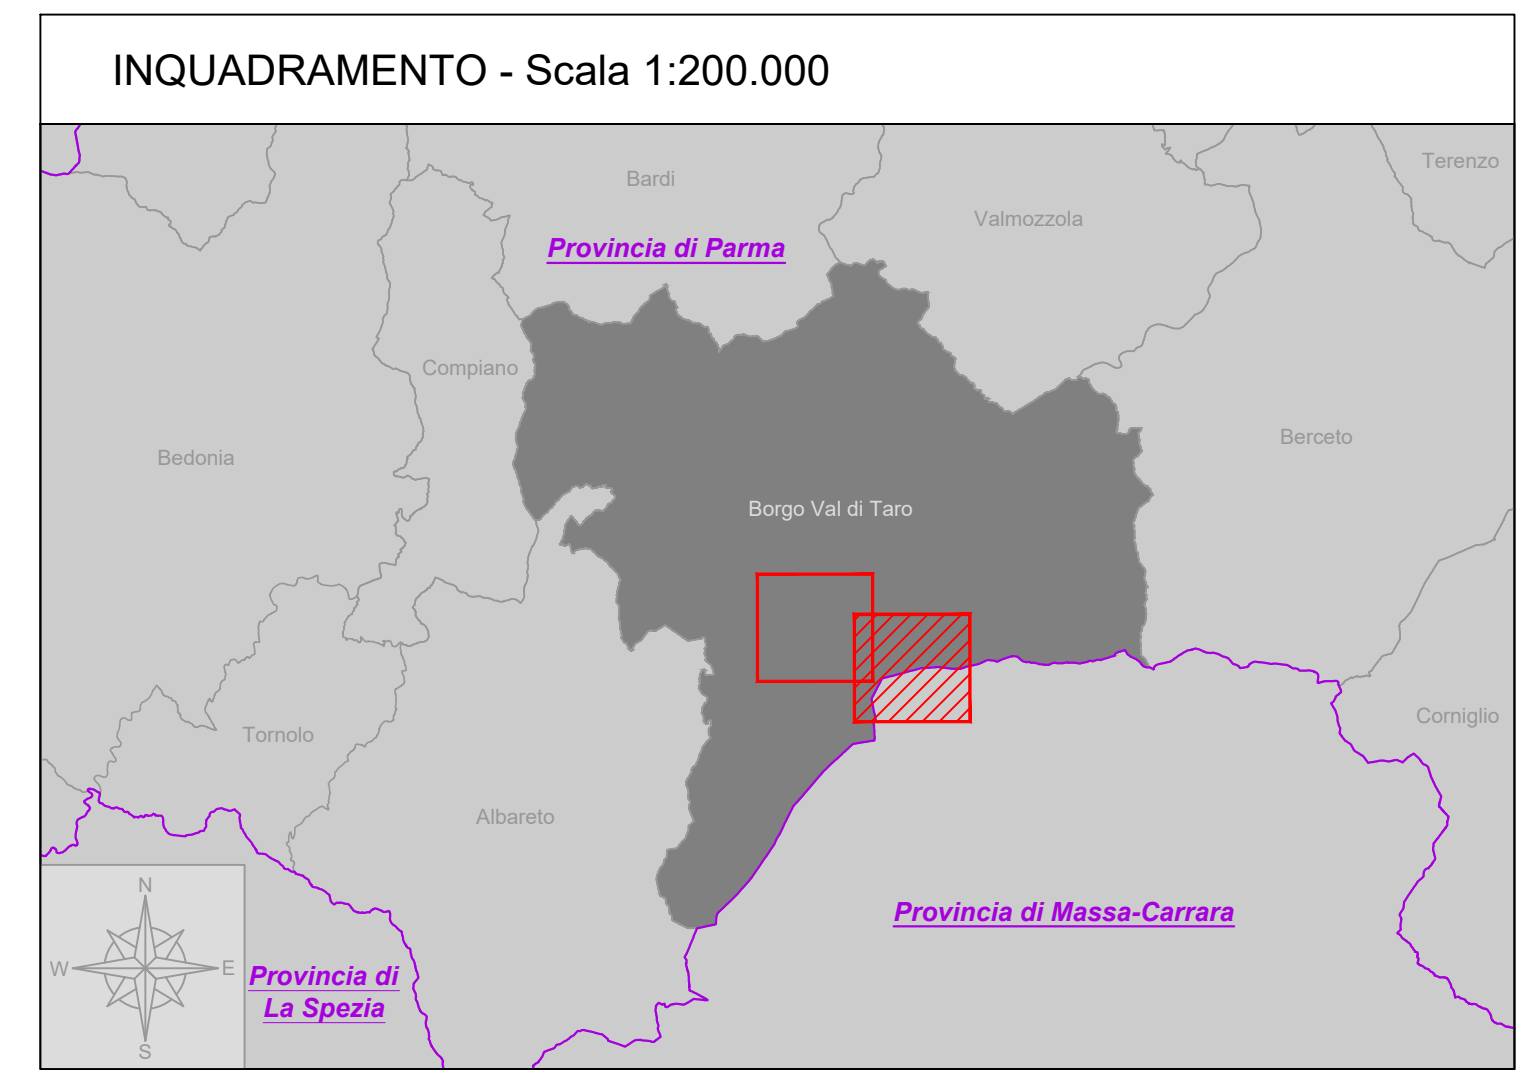 INQUADRAMENTO - Scala 1:200.000
Terenzo
Bardi
Valmozzola
Provincia di Parma
Compiano
Berceto
Bedonia
Borgo Val di Taro
Corniglio
Tornolo
Albareto
N
Provincia di Massa-Carrara
W
E
Provincia di
La Spezia
S